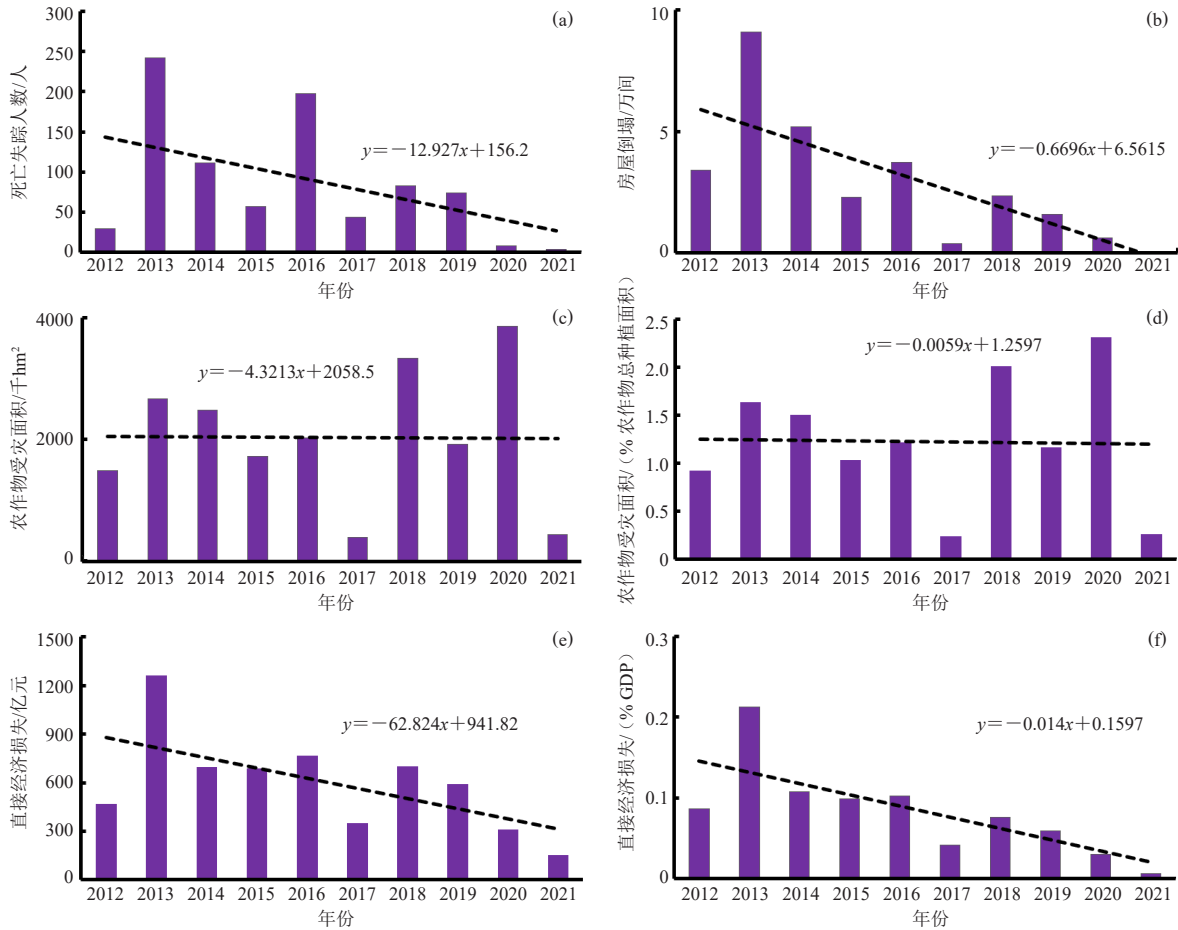 (a)
死亡失踪人数/人
300
250
200
150
100
50
0
y=−12.927x+156.2
2012 2013 2014 2015 2016 2017 2018 2019 2020 2021
年份
(b)
房屋倒塌/万间
10
5
0
y=−0.6696x+6.5615
2012 2013 2014 2015 2016 2017 2018 2019 2020 2021
年份
(c)
农作物受灾面积/千hm²
4000
2000
0
y=−4.3213x+2058.5
2012 2013 2014 2015 2016 2017 2018 2019 2020 2021
年份
(d)
农作物受灾面积/(% 农作物总种植面积)
2.5
2.0
1.5
1.0
0.5
0
y=−0.0059x+1.2597
2012 2013 2014 2015 2016 2017 2018 2019 2020 2021
年份
(e)
直接经济损失/亿元
1500
1200
900
600
300
0
y=−62.824x+941.82
2012 2013 2014 2015 2016 2017 2018 2019 2020 2021
年份
(f)
直接经济损失/(% GDP)
0.3
0.2
0.1
0
y=−0.014x+0.1597
2012 2013 2014 2015 2016 2017 2018 2019 2020 2021
年份